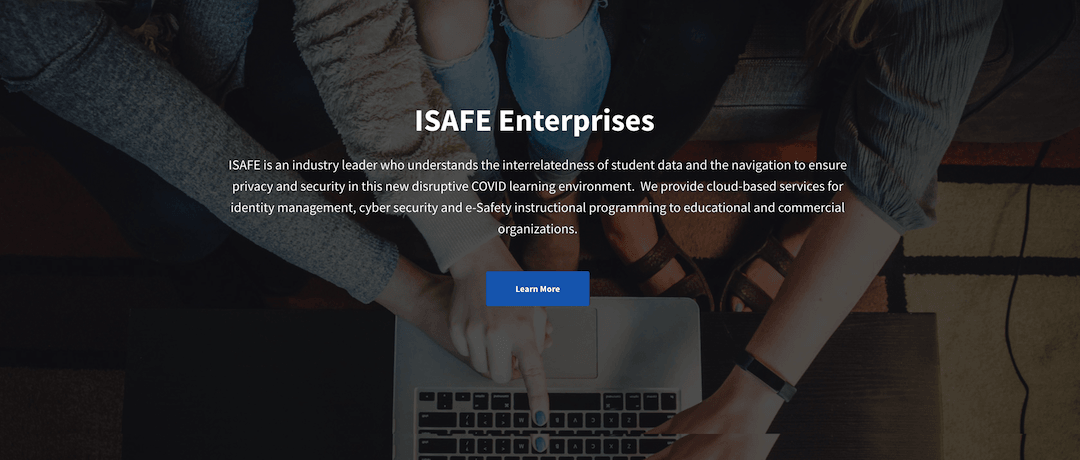 ISAFE Enterprises
ISAFE is an industry leader who understands the interrelatedness of student data and the navigation to ensure
privacy and security in this new disruptive COVID learning environment.  We provide cloud-based services for
identity management, cyber security and e-Safety instructional programming to educational and commercial
organizations.
Learn More